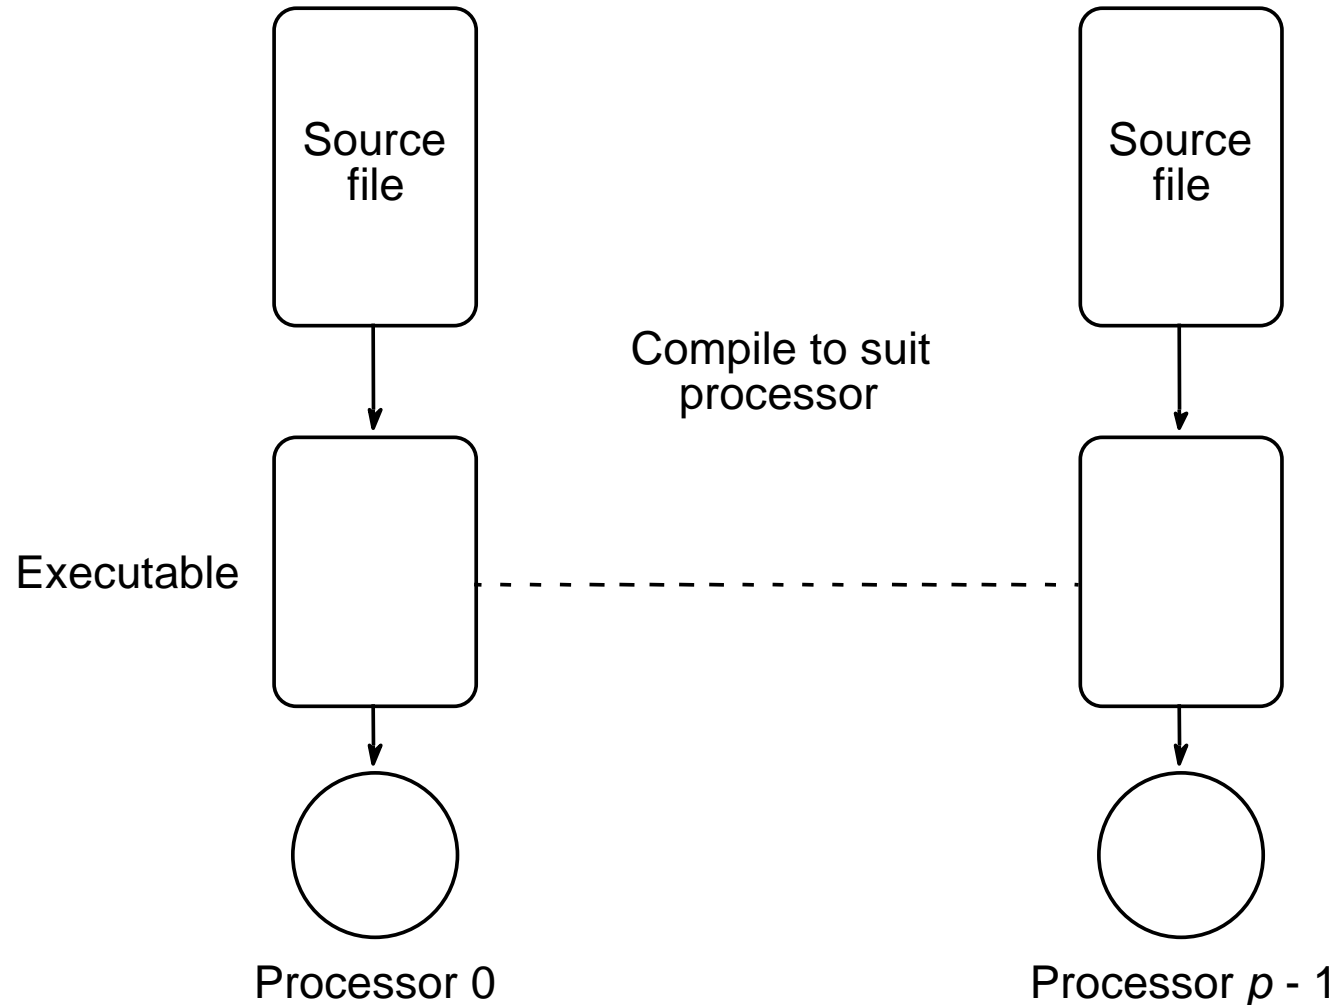 Source
file
Source
file
Compile to suit
processor
Executable
Processor 0
Processor p - 1